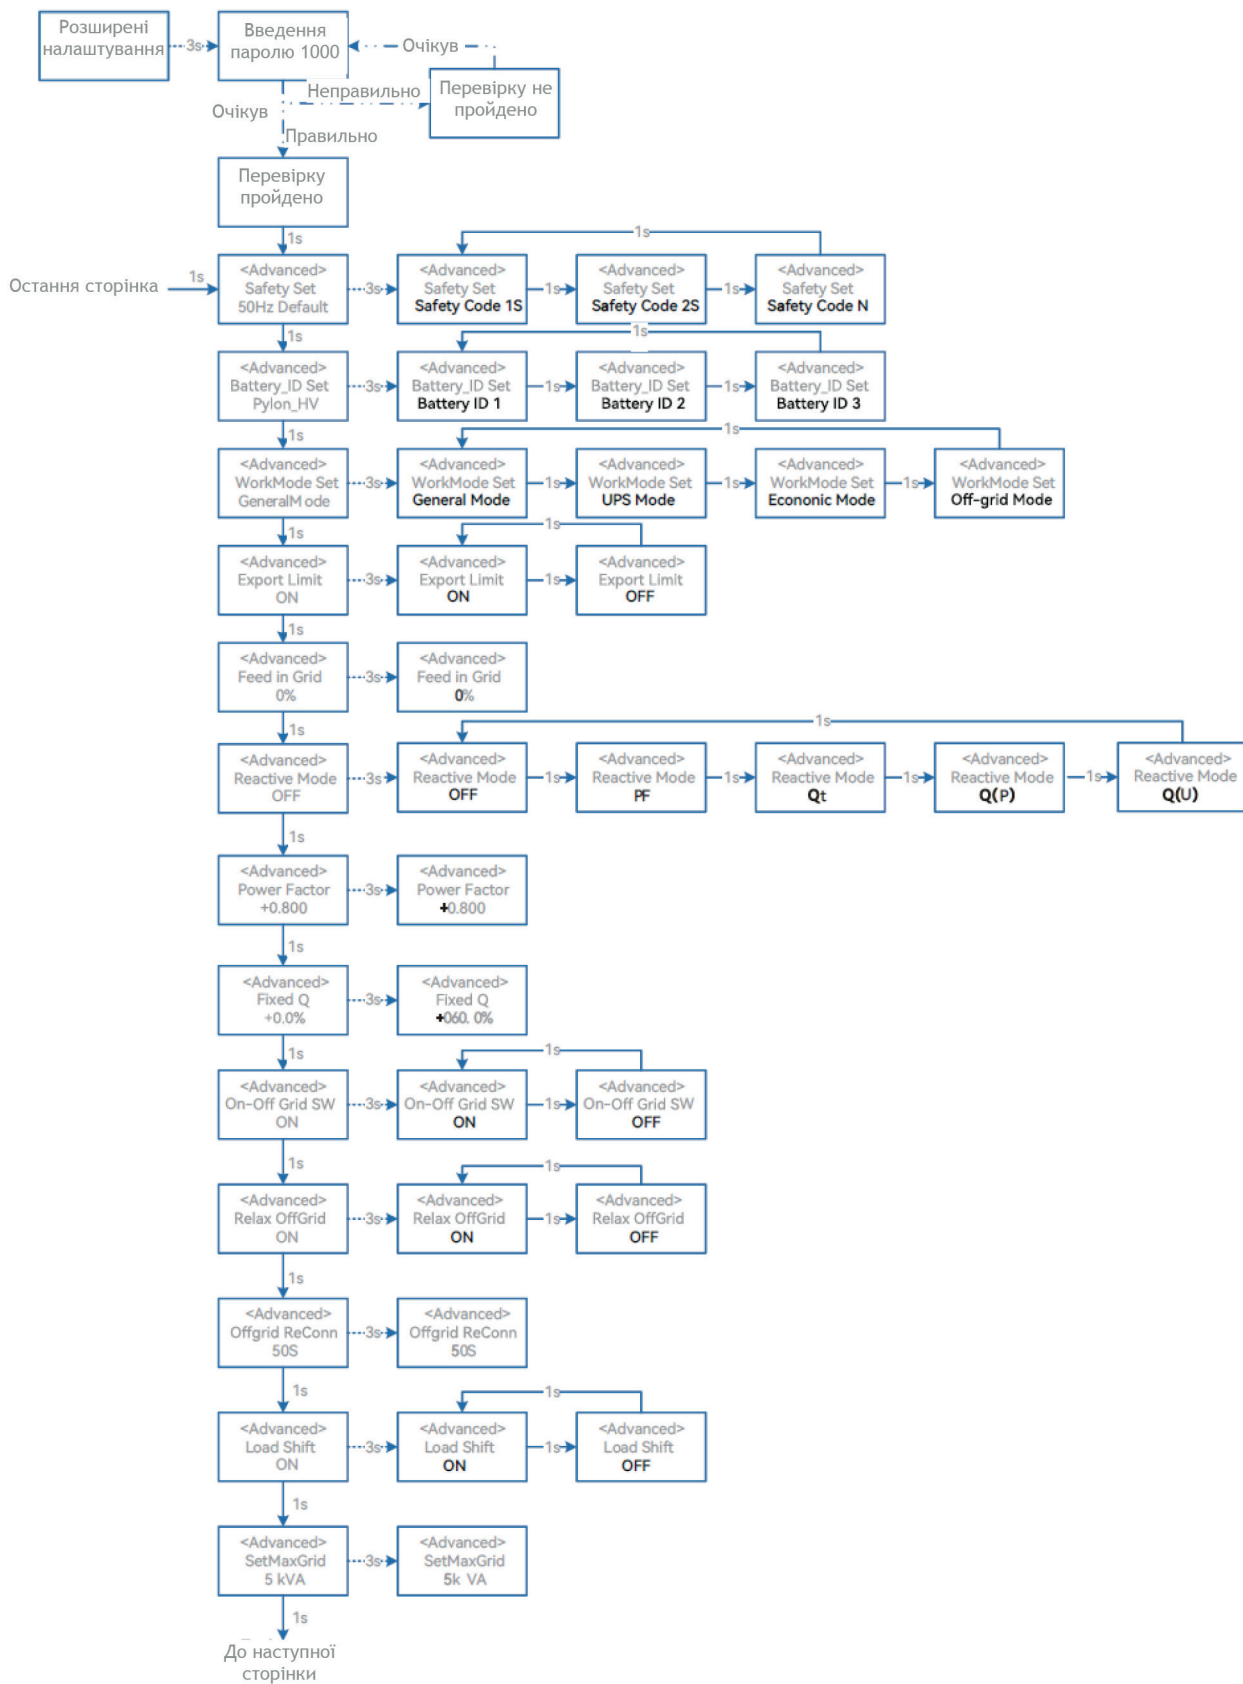 Розширені
налаштування
3s
Введення
паролю 1000
Очікув
Перевірку не
пройдено
Неправильно
Очікув
Правильно
Перевірку
пройдено
1s
1s
Остання сторінка
1s
<Advanced>
Safety Set
50Hz Default
3s
<Advanced>
Safety Set
Safety Code 1S
1s
<Advanced>
Safety Set
Safety Code 2S
1s
<Advanced>
Safety Set
Safety Code N
1s
1s
<Advanced>
Battery_ID Set
Pylon_HV
3s
<Advanced>
Battery_ID Set
Battery ID 1
1s
<Advanced>
Battery_ID Set
Battery ID 2
1s
<Advanced>
Battery_ID Set
Battery ID 3
1s
1s
<Advanced>
WorkMode Set
GeneralMode
3s
<Advanced>
WorkMode Set
General Mode
1s
<Advanced>
WorkMode Set
UPS Mode
1s
<Advanced>
WorkMode Set
Econonic Mode
1s
<Advanced>
WorkMode Set
Off-grid Mode
1s
1s
<Advanced>
Export Limit
ON
3s
<Advanced>
Export Limit
ON
1s
<Advanced>
Export Limit
OFF
1s
<Advanced>
Feed in Grid
0%
3s
<Advanced>
Feed in Grid
0%
1s
1s
<Advanced>
Reactive Mode
OFF
3s
<Advanced>
Reactive Mode
OFF
1s
<Advanced>
Reactive Mode
PF
1s
<Advanced>
Reactive Mode
Qt
1s
<Advanced>
Reactive Mode
Q(P)
1s
<Advanced>
Reactive Mode
Q(U)
1s
<Advanced>
Power Factor
+0.800
3s
<Advanced>
Power Factor
+0.800
1s
<Advanced>
Fixed Q
+0.0%
3s
<Advanced>
Fixed Q
+060. 0%
1s
1s
<Advanced>
On-Off Grid SW
ON
3s
<Advanced>
On-Off Grid SW
ON
1s
<Advanced>
On-Off Grid SW
OFF
1s
1s
<Advanced>
Relax OffGrid
ON
3s
<Advanced>
Relax OffGrid
ON
1s
<Advanced>
Relax OffGrid
OFF
1s
<Advanced>
Offgrid ReConn
50S
3s
<Advanced>
Offgrid ReConn
50S
1s
1s
<Advanced>
Load Shift
ON
3s
<Advanced>
Load Shift
ON
1s
<Advanced>
Load Shift
OFF
1s
<Advanced>
SetMaxGrid
5 kVA
3s
<Advanced>
SetMaxGrid
5k VA
1s
До наступної
сторінки